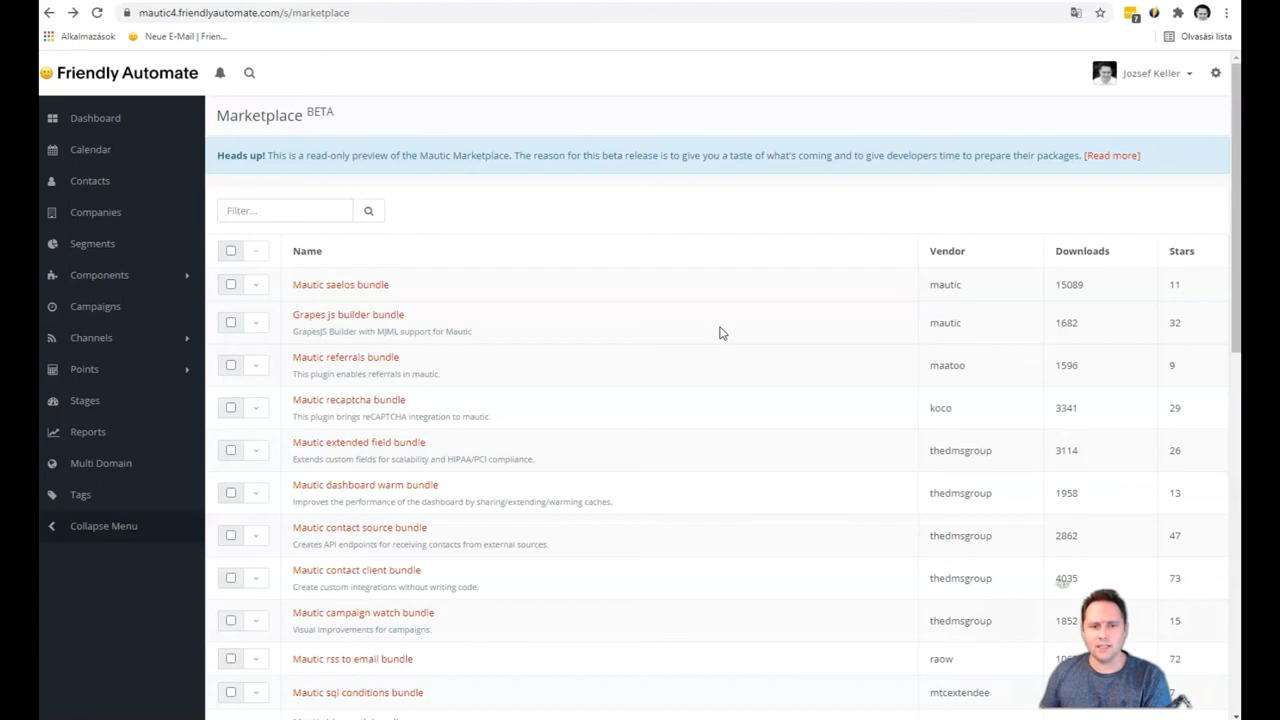 mautic4.friendlyautomate.com/s/marketplace
7
Alkalmazások
Neue E-Mail | Frien...
Olvasási lista
Friendly Automate
Jozsef Keller
Dashboard
Calendar
Contacts
Companies
Segments
Components
Campaigns
Channels
Points
Stages
Reports
Multi Domain
Tags
Collapse Menu
Marketplace BETA
Heads up! This is a read-only preview of the Mautic Marketplace. The reason for this beta release is to give you a taste of what's coming and to give developers time to prepare their packages. [Read more]
Filter...
Name Vendor Downloads Stars
Mautic saelos bundle mautic 15089 11
Grapes js builder bundle
GrapesJS Builder with MJML support for Mautic
mautic 1682 32
Mautic referrals bundle
This plugin enables referrals in mautic.
maatoo 1596 9
Mautic recaptcha bundle
This plugin brings reCAPTCHA integration to mautic.
koco 3341 29
Mautic extended field bundle
Extends custom fields for scalability and HIPAA/PCI compliance.
thedmsgroup 3114 26
Mautic dashboard warm bundle
Improves the performance of the dashboard by sharing/extending/warming caches.
thedmsgroup 1958 13
Mautic contact source bundle
Creates API endpoints for receiving contacts from external sources.
thedmsgroup 2862 47
Mautic contact client bundle
Create custom integrations without writing code.
thedmsgroup 4035 73
Mautic campaign watch bundle
Visual improvements for campaigns.
thedmsgroup 1852 15
Mautic rss to email bundle raow 72
Mautic sql conditions bundle mtcextendee